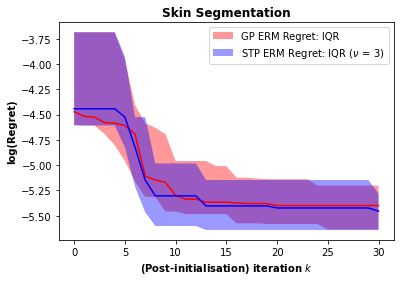 Skin Segmentation
GP ERM Regret: IQR
STP ERM Regret: IQR (ν = 3)
log(Regret)
−3.75
−4.00
−4.25
−4.50
−4.75
−5.00
−5.25
−5.50
0 5 10 15 20 25 30
(Post-initialisation) iteration k